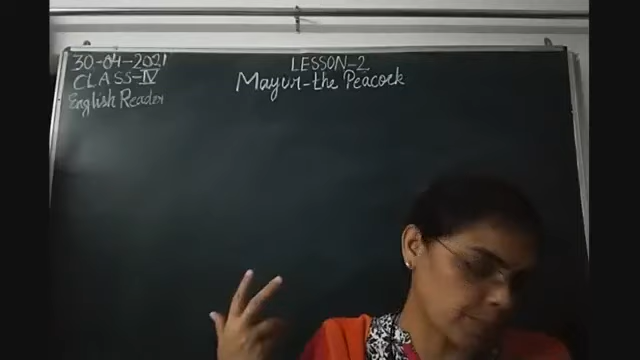 30-04-2021
CLASS-IV
English Reader
LESSON-2
Mayur-the Peacock